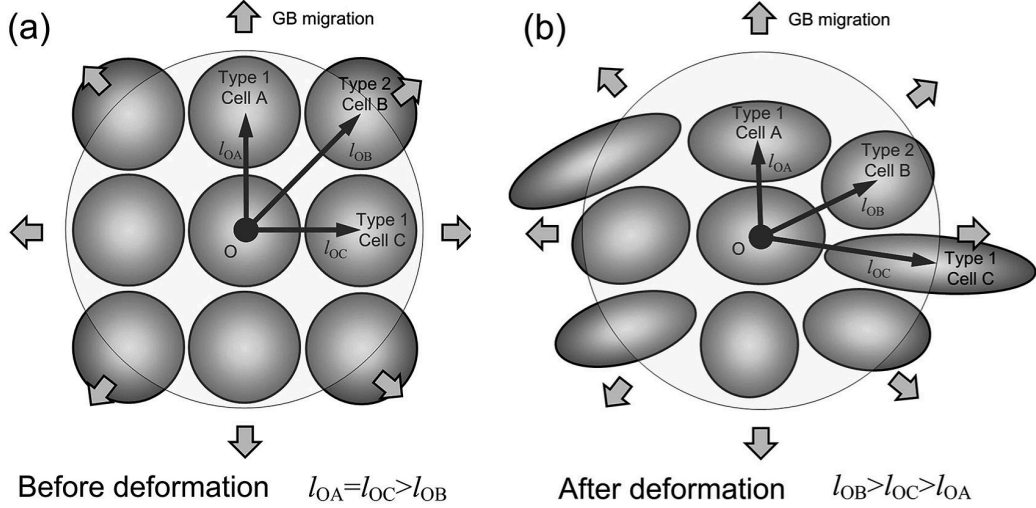 (a)
GB migration
Type 1
Cell A
Type 2
Cell B
lOA
lOB
O
lOC
Type 1
Cell C
Before deformation lOA=lOC>lOB
(b)
GB migration
Type 1
Cell A
Type 2
Cell B
lOA
lOB
O
lOC
Type 1
Cell C
After deformation lOB>lOC>lOA